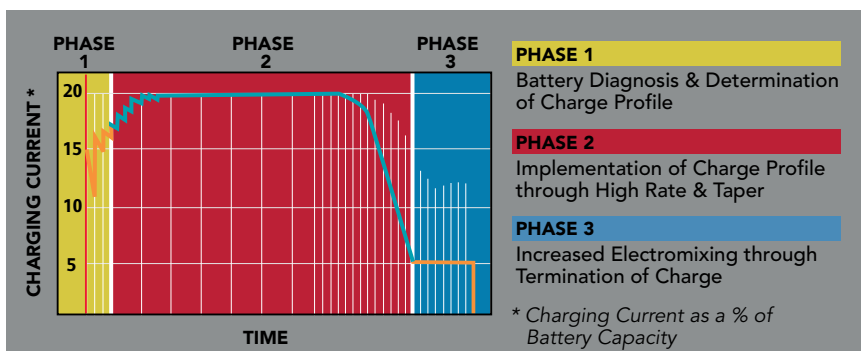 PHASE 1
PHASE 2
PHASE 3
CHARGING CURRENT *
20
15
10
5
TIME
PHASE 1
Battery Diagnosis & Determination
of Charge Profile
PHASE 2
Implementation of Charge Profile
through High Rate & Taper
PHASE 3
Increased Electromixing through
Termination of Charge
* Charging Current as a % of
Battery Capacity